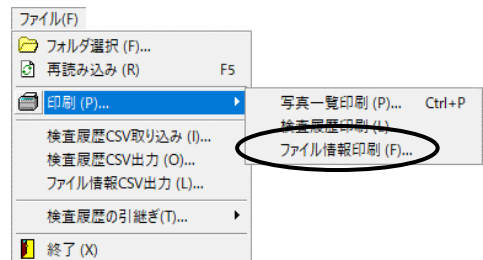 ファイル(F)
フォルダ選択 (F)...
再読み込み (R) F5
印刷 (P)...
写真一覧印刷 (P)... Ctrl+P
検査履歴印刷 (L)...
ファイル情報印刷 (F)...
検査履歴CSV取り込み (I)...
検査履歴CSV出力 (O)...
ファイル情報CSV出力 (L)...
検査履歴の引継ぎ(T)...
終了 (X)